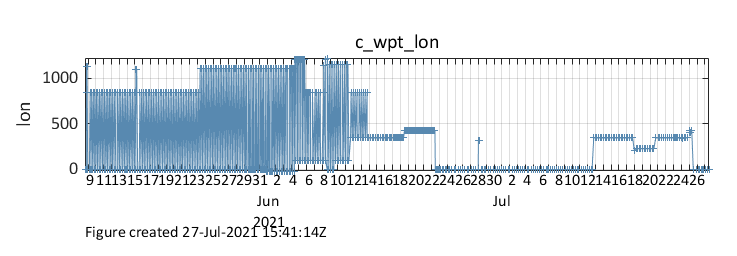 c_wpt_lon
lon
1000
500
0
9 11 13 15 17 19 21 23 25 27 29 31 2 4 6 8 10 12 14 16 18 20 22 24 26 28 30 2 4 6 8 10 12 14 16 18 20 22 24 26
Jun Jul
2021
Figure created 27-Jul-2021 15:41:14Z